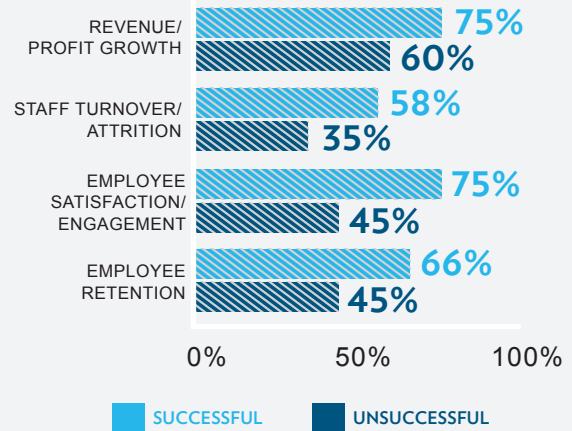 REVENUE/
PROFIT GROWTH
75%
60%
STAFF TURNOVER/
ATTRITION
58%
35%
EMPLOYEE
SATISFACTION/
ENGAGEMENT
75%
45%
EMPLOYEE
RETENTION
66%
45%
0% 50% 100%
SUCCESSFUL UNSUCCESSFUL